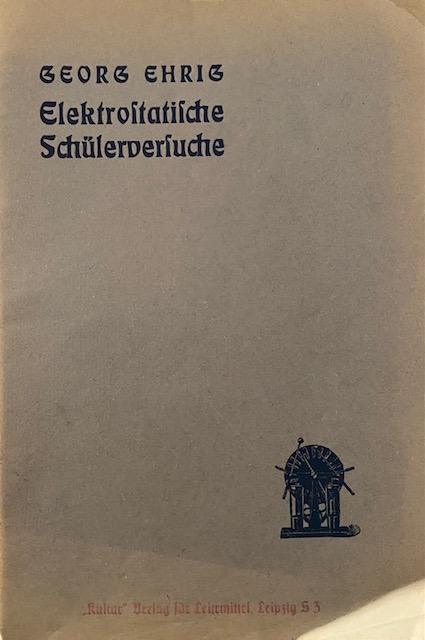 GEORG EHRIG
Elektroſtatiſche
Schülerverſuche
„Kultur“ Verlag für Lehrmittel, Leipzig S 3